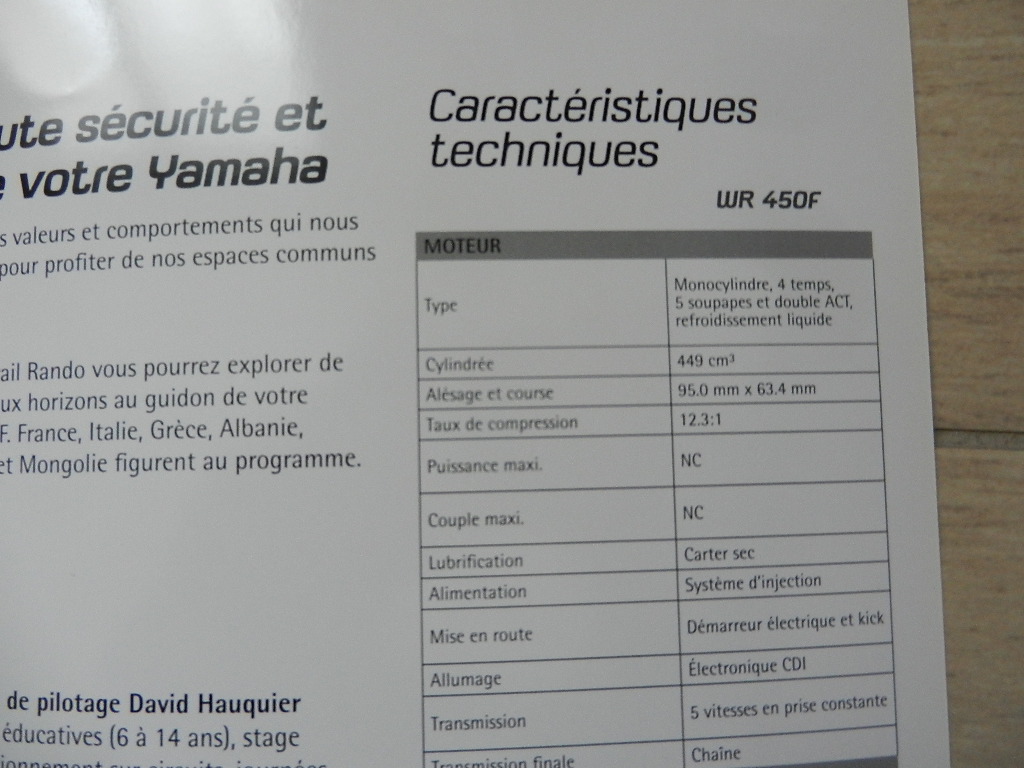 ute sécurité et
votre Yamaha
s valeurs et comportements qui nous
pour profiter de nos espaces communs
ail Rando vous pourrez explorer de
ux horizons au guidon de votre
F. France, Italie, Grèce, Albanie,
et Mongolie figurent au programme.
de pilotage David Hauquier
éducatives (6 à 14 ans), stage
Caractéristiques
techniques
WR 450F
MOTEUR
Type
Monocylindre, 4 temps,
5 soupapes et double ACT,
refroidissement liquide
Cylindrée 449 cm³
Alésage et course 95.0 mm x 63.4 mm
Taux de compression 12.3:1
Puissance maxi. NC
Couple maxi. NC
Lubrification Carter sec
Alimentation Système d'injection
Mise en route Démarreur électrique et kick
Allumage Électronique CDI
Transmission 5 vitesses en prise constante
Transmission finale Chaîne